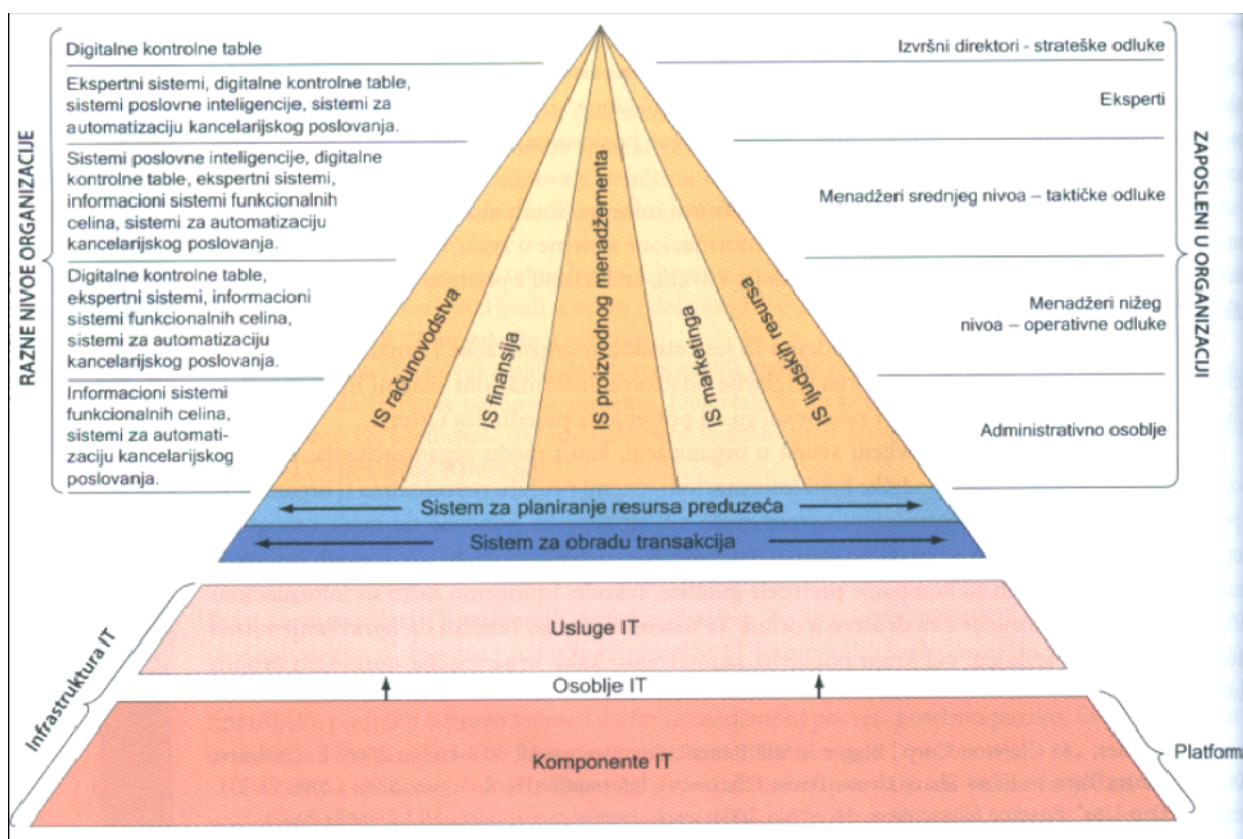 RAZNE NIVOE ORGANIZACIJE
Digitalne kontrolne table
Ekspertni sistemi, digitalne kontrolne table,
sistemi poslovne inteligencije, sistemi za
automatizaciju kancelarijskog poslovanja.
Sistemi poslovne inteligencije, digitalne
kontrolne table, ekspertni sistemi,
informacioni sistemi funkcionalnih
celina, sistemi za automatizaciju
kancelarijskog poslovanja.
Digitalne kontrolne table,
ekspertni sistemi, informacioni
sistemi funkcionalnih celina,
sistemi za automatizaciju
kancelarijskog poslovanja.
Informacioni sistemi
funkcionalnih celina,
sistemi za automati-
zaciju kancelarijskog
poslovanja.
IS računovodstva
IS finansija
IS proizvodnog menadžementa
IS marketinga
IS ljudskih resursa
Izvršni direktori - strateške odluke
Eksperti
Menadžeri srednjeg nivoa – taktičke odluke
Menadžeri nižeg
nivoa – operativne odluke
Administrativno osoblje
ZAPOSLENI U ORGANIZACIJI
Sistem za planiranje resursa preduzeća
Sistem za obradu transakcija
Infrastruktura IT
Usluge IT
Osoblje IT
Komponente IT
Platforma